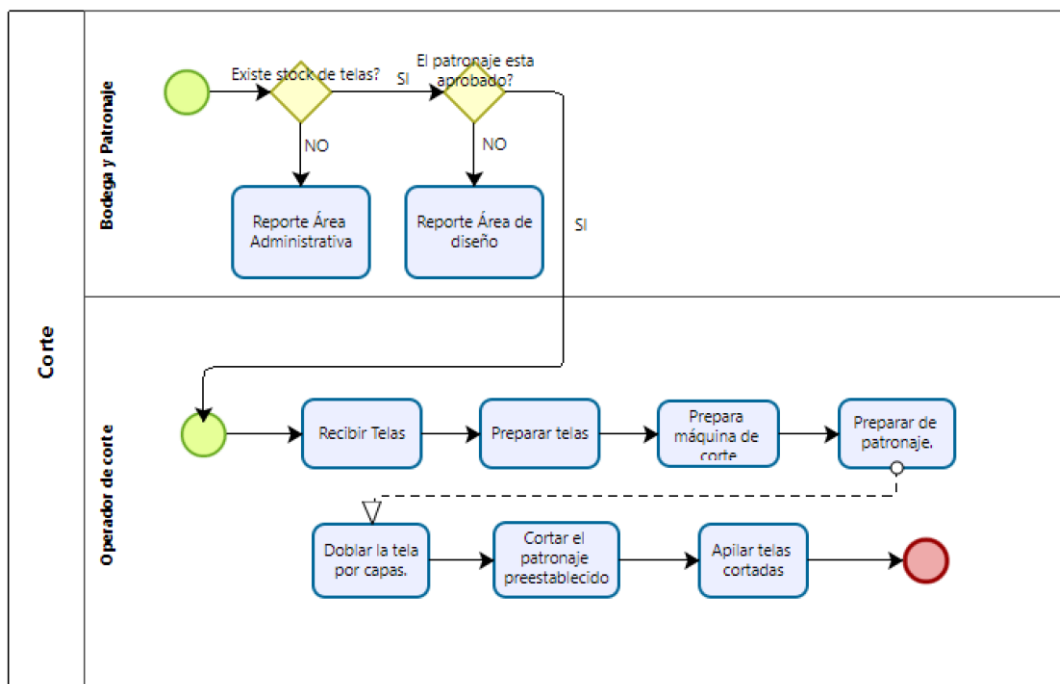 Corte
Bodega y Patronaje
Existe stock de telas?
SI
El patronaje esta
aprobado?
NO
NO
Reporte Área
Administrativa
Reporte Área de
diseño
SI
Operador de corte
Recibir Telas
Preparar telas
Prepara
máquina de
corte
Preparar de
patronaje.
Doblar la tela
por capas.
Cortar el
patronaje
preestablecido
Apilar telas
cortadas